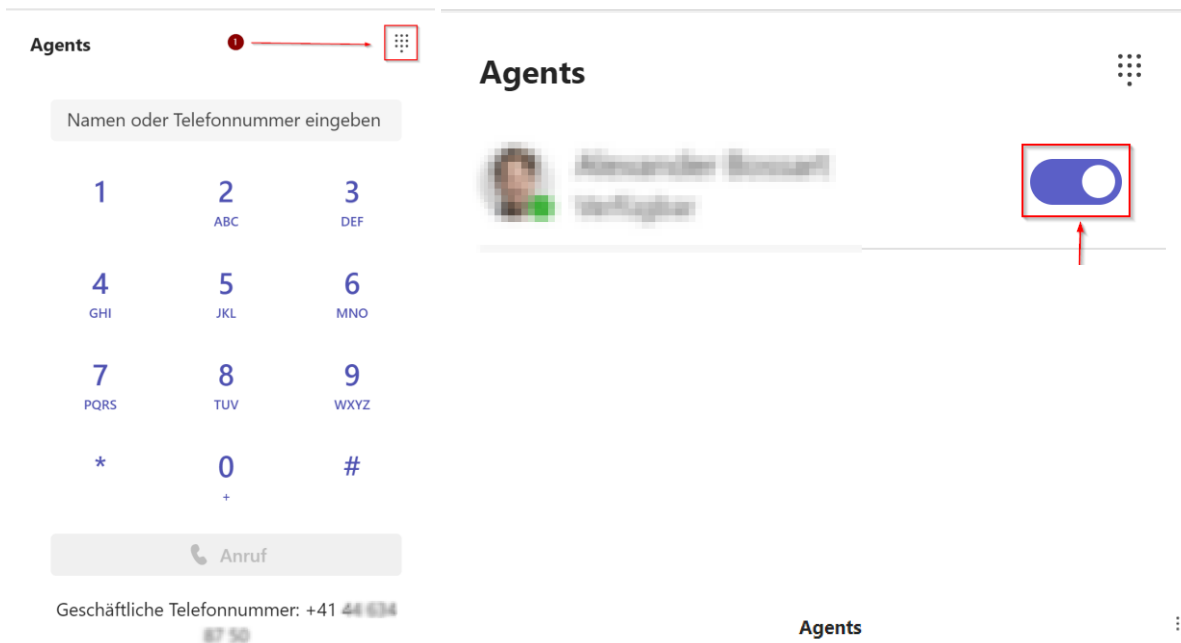 Agents
1
Namen oder Telefonnummer eingeben
1 2 3
ABC DEF
4 5 6
GHI JKL MNO
7 8 9
PQRS TUV WXYZ
* 0 #
+
Anruf
Geschäftliche Telefonnummer: +41
Agents
Agents